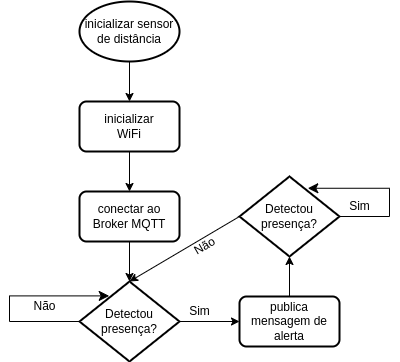 inicializar sensor
de distância
inicializar
WiFi
conectar ao
Broker MQTT
Detectou
presença?
Sim
Não
Não
Detectou
presença?
Sim
publica
mensagem de
alerta